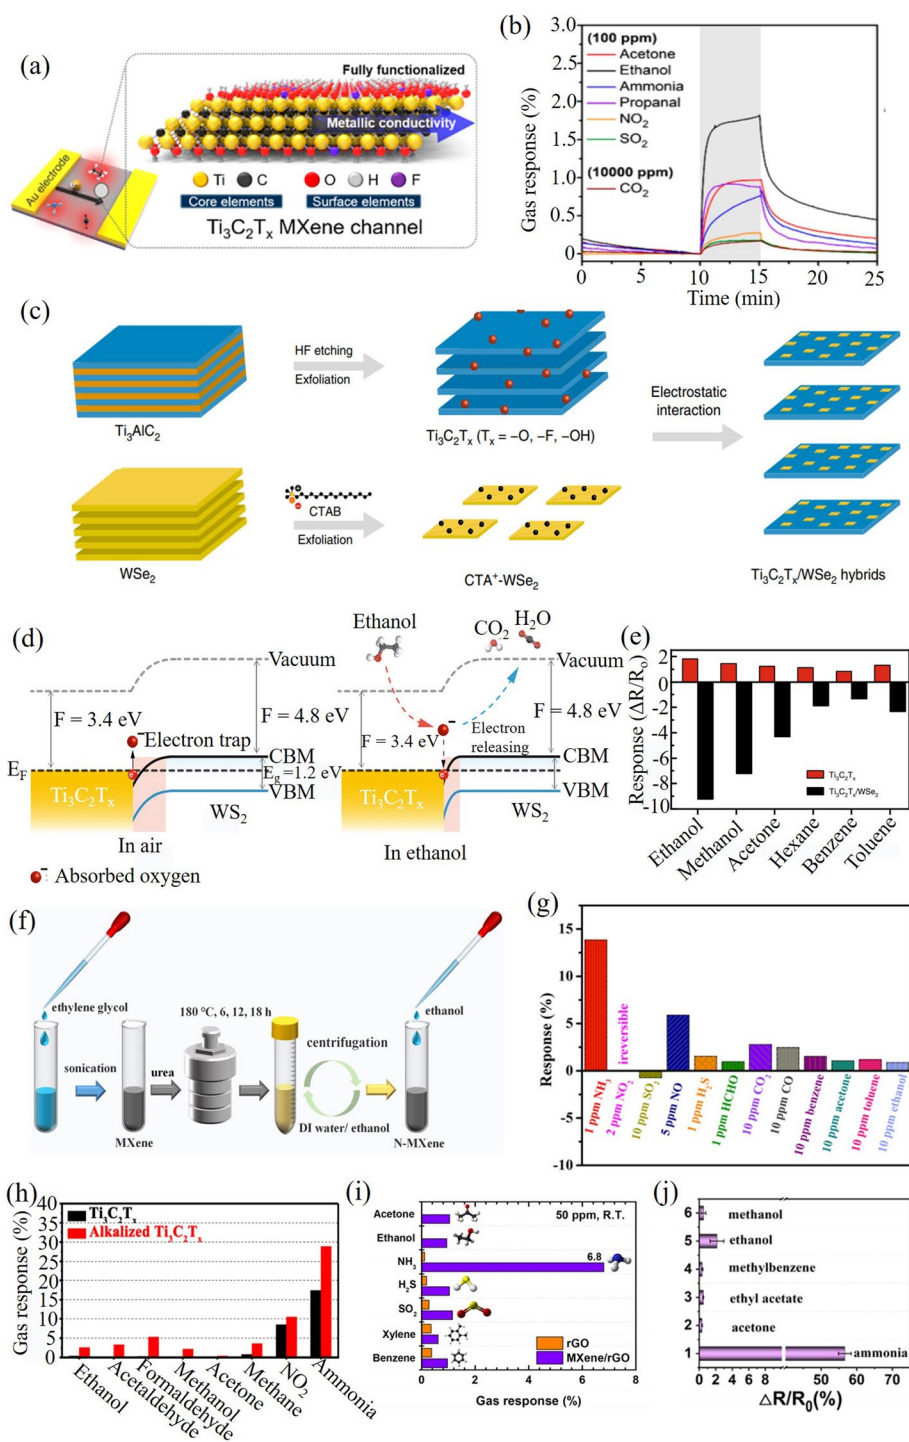 (a)
Fully functionalized
Metallic conductivity
Au electrode
Ti C O H F
Core elements Surface elements
Ti3C2Tx MXene channel
(b)
Gas response (%)
3.0
2.5
2.0
1.5
1.0
0.5
0
(100 ppm)
Acetone
Ethanol
Ammonia
Propanal
NO2
SO2
(10000 ppm)
CO2
0 5 10 15 20 25
Time (min)
(c)
Ti3AlC2
HF etching
Exfoliation
Ti3C2Tx (Tx = −O, −F, −OH)
Electrostatic
interaction
WSe2
CTAB
Exfoliation
CTA+-WSe2
Ti3C2Tx/WSe2 hybrids
(d)
Vacuum
F = 3.4 eV
F = 4.8 eV
Electron trap
CBM
EF
Eg =1.2 eV
VBM
Ti3C2Tx
WS2
In air
Absorbed oxygen
Ethanol
CO2
H2O
Vacuum
F = 3.4 eV
F = 4.8 eV
Electron
releasing
CBM
VBM
Ti3C2Tx
WS2
In ethanol
(e)
Response (ΔR/Ro)
2
0
-2
-4
-6
-8
-10
Ti3C2Tx
Ti3C2Tx/WSe2
Ethanol
Methanol
Acetone
Hexane
Benzene
Toluene
(f)
ethylene glycol
sonication
MXene
urea
180 °C, 6, 12, 18 h
centrifugation
DI water/ ethanol
ethanol
N-MXene
(g)
Response (%)
15
10
5
0
-5
-10
1 ppm NH3
2 ppm NO2
irreversible
10 ppm SO2
5 ppm NO
1 ppm H2S
1 ppm HCHO
10 ppm CO2
10 ppm CO
10 ppm benzene
10 ppm acetone
10 ppm toluene
10 ppm ethanol
(h)
Gas response (%)
40
35
30
25
20
15
10
5
0
Ti3C2Tx
Alkalized Ti3C2Tx
Ethanol
Acetaldehyde
Formaldehyde
Methanol
Acetone
Methane
NO2
Ammonia
(i)
50 ppm, R.T.
Acetone
Ethanol
NH3
6.8
H2S
SO2
Xylene
Benzene
rGO
MXene/rGO
0 2 4 6 8
Gas response (%)
(j)
6 methanol
5 ethanol
4 methylbenzene
3 ethyl acetate
2 acetone
1 ammonia
0 2 4 6 8 50 60 70
ΔR/R0(%)